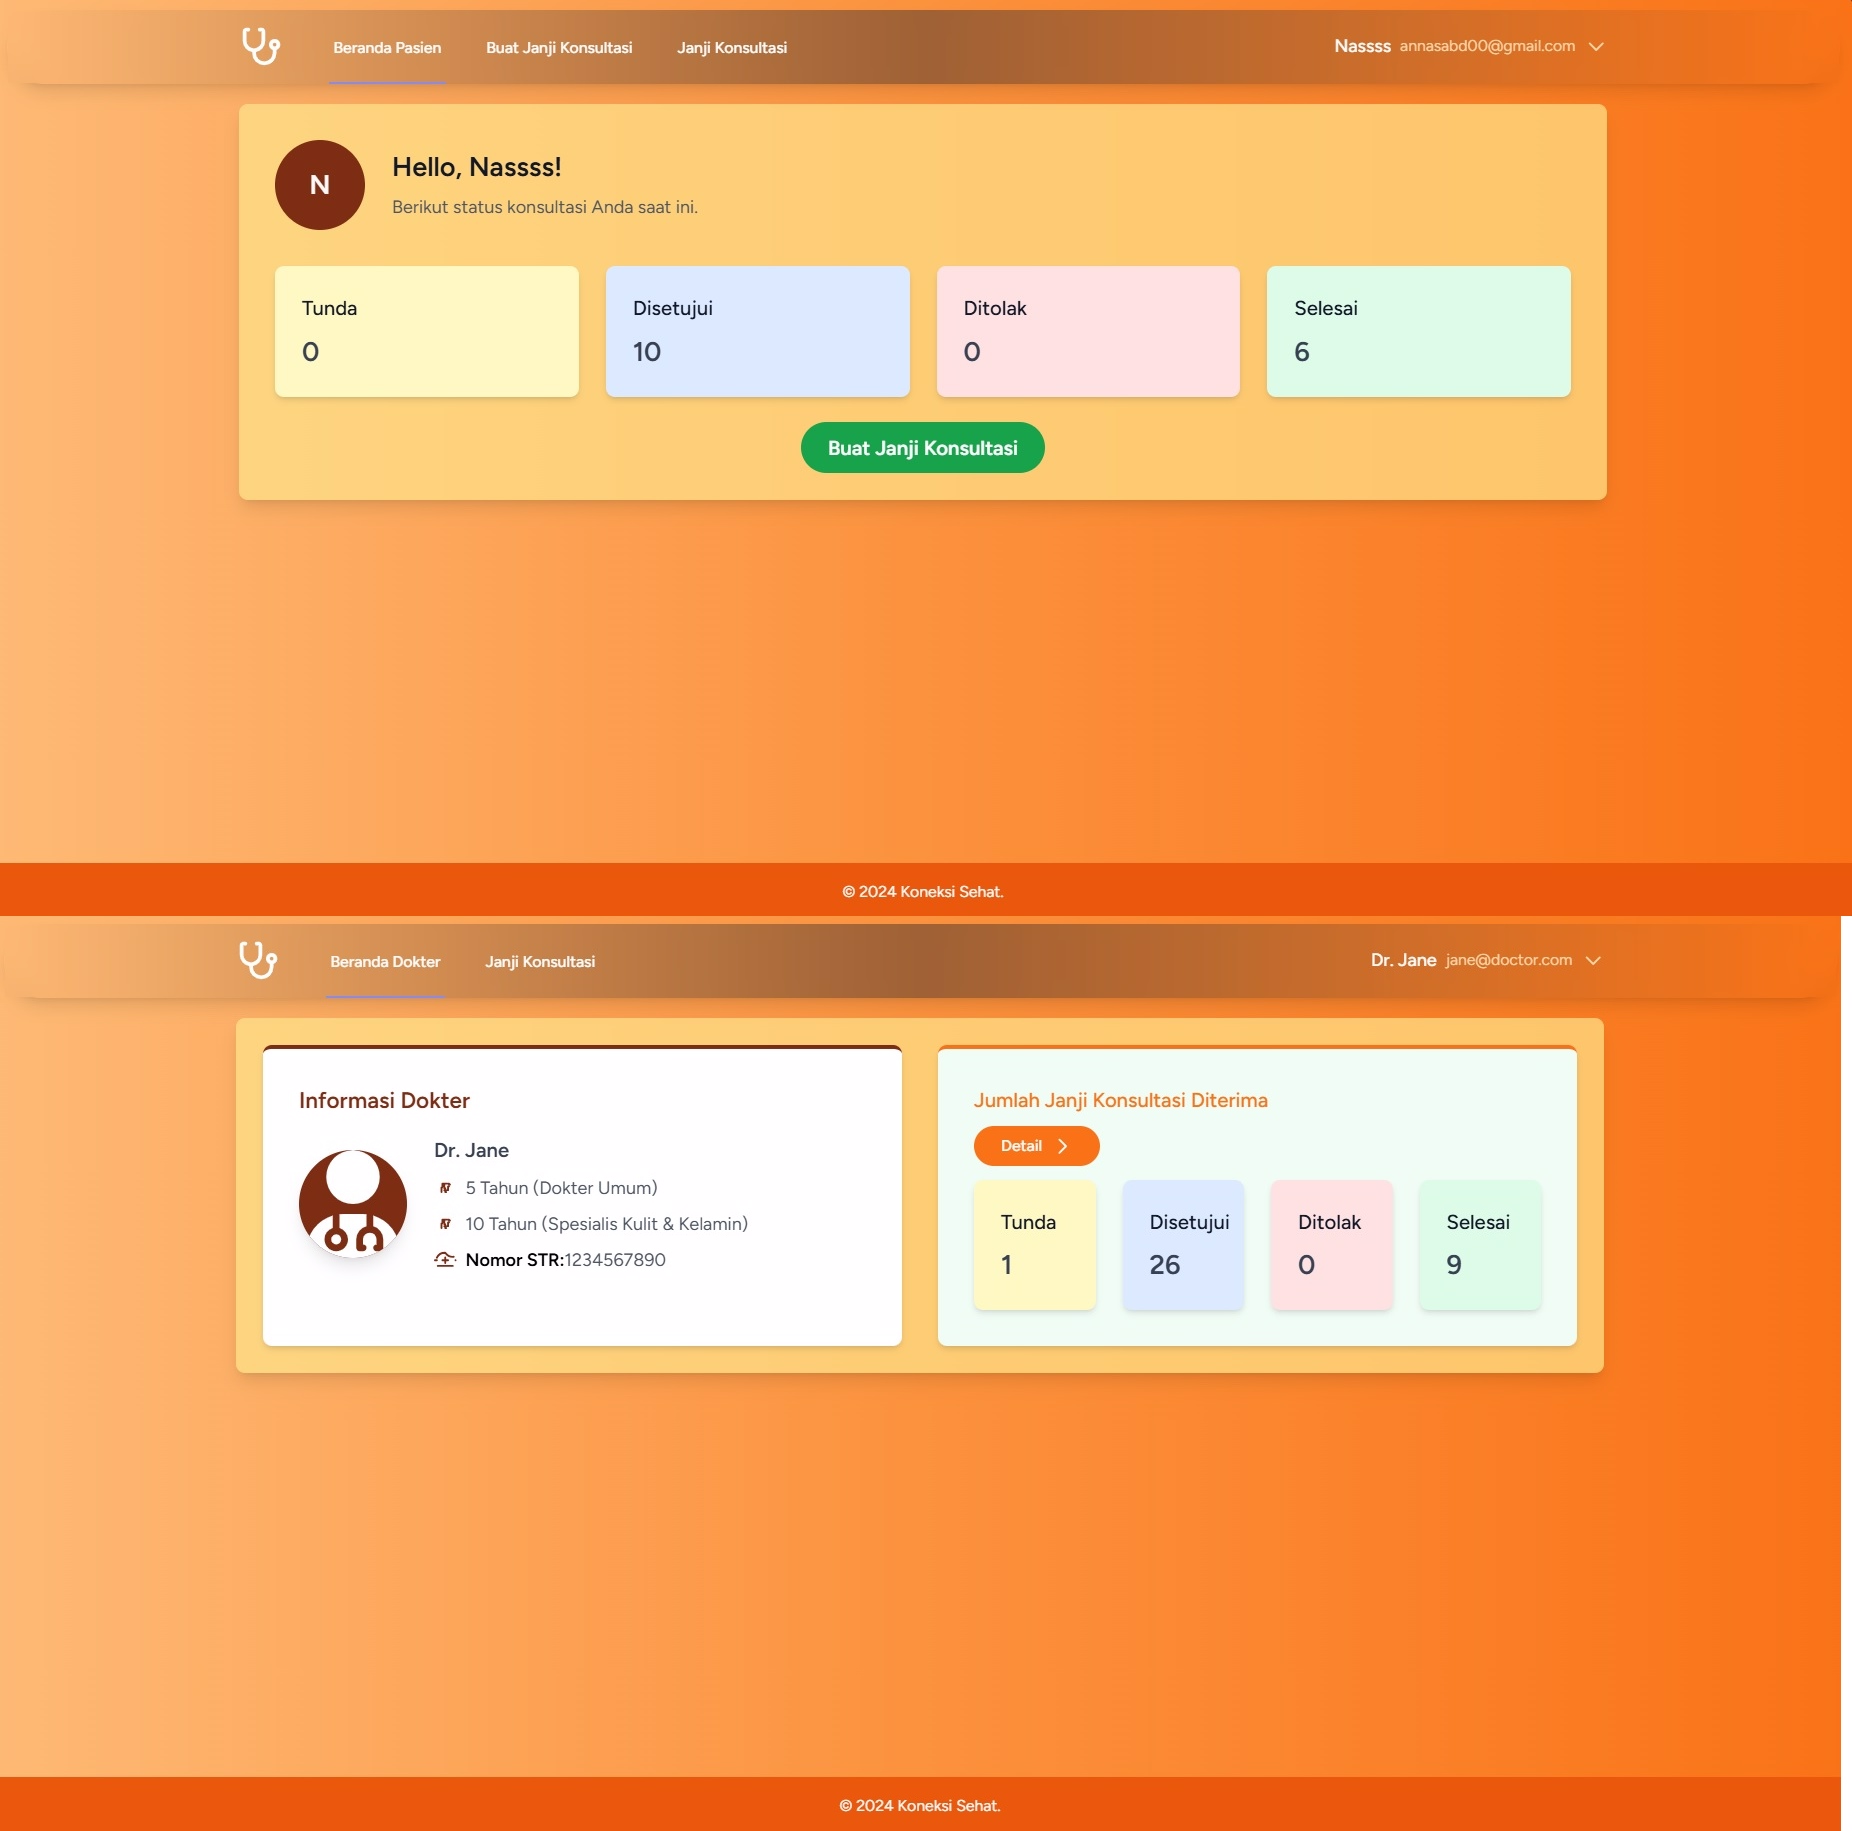 Beranda Pasien Buat Janji Konsultasi Janji Konsultasi Nassss annasabd00@gmail.com
N
Hello, Nassss!
Berikut status konsultasi Anda saat ini.
Tunda Disetujui Ditolak Selesai
0 10 0 6
Buat Janji Konsultasi
© 2024 Koneksi Sehat.
Beranda Dokter Janji Konsultasi Dr. Jane jane@doctor.com
Informasi Dokter
Dr. Jane
5 Tahun (Dokter Umum)
10 Tahun (Spesialis Kulit & Kelamin)
Nomor STR:1234567890
Jumlah Janji Konsultasi Diterima
Detail
Tunda Disetujui Ditolak Selesai
1 26 0 9
© 2024 Koneksi Sehat.